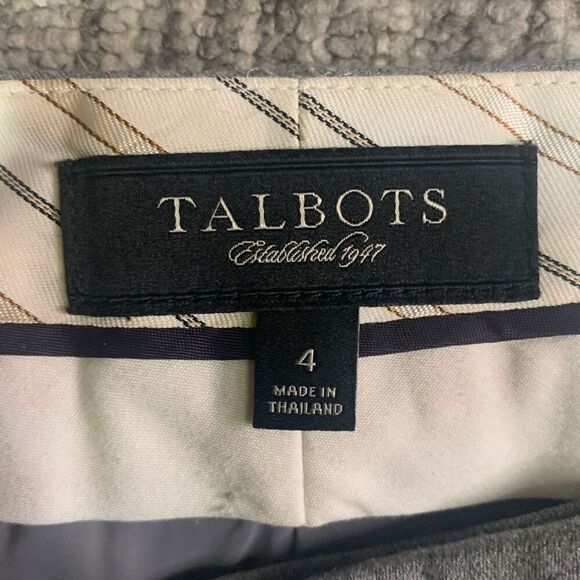 TALBOTS
Established 1947
4
MADE IN
THAILAND